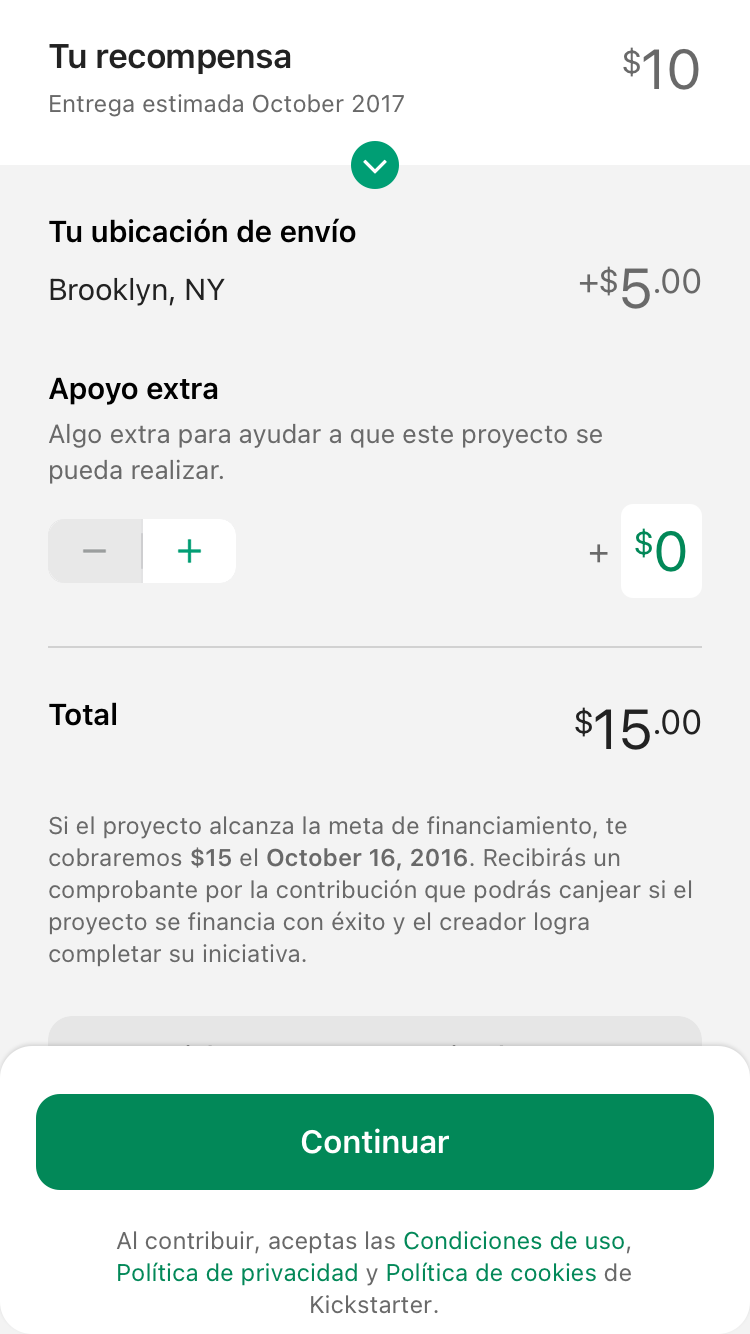 Tu recompensa
$10
Entrega estimada October 2017
Tu ubicación de envío
Brooklyn, NY
+$5.00
Apoyo extra
Algo extra para ayudar a que este proyecto se
pueda realizar.
− +
+ $0
Total
$15.00
Si el proyecto alcanza la meta de financiamiento, te
cobraremos $15 el October 16, 2016. Recibirás un
comprobante por la contribución que podrás canjear si el
proyecto se financia con éxito y el creador logra
completar su iniciativa.
Continuar
Al contribuir, aceptas las Condiciones de uso,
Política de privacidad y Política de cookies de
Kickstarter.